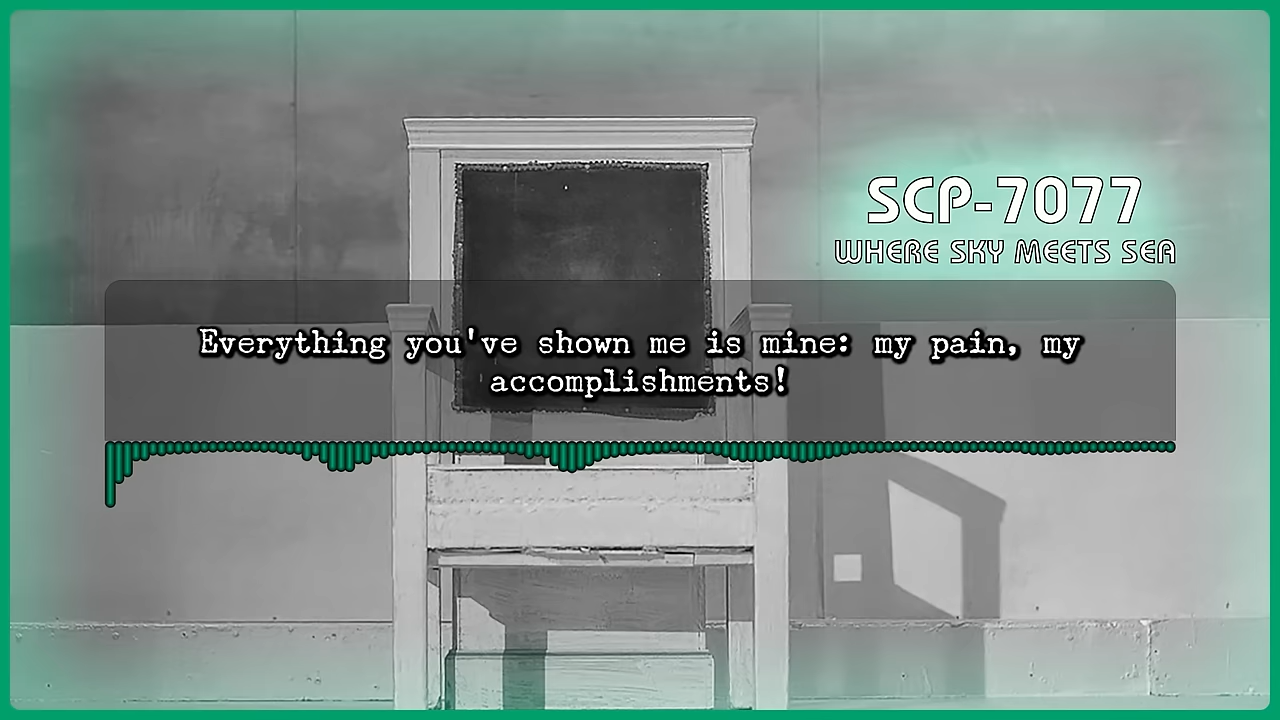 SCP-7077
WHERE SKY MEETS SEA
Everything you've shown me is mine: my pain, my
accomplishments!